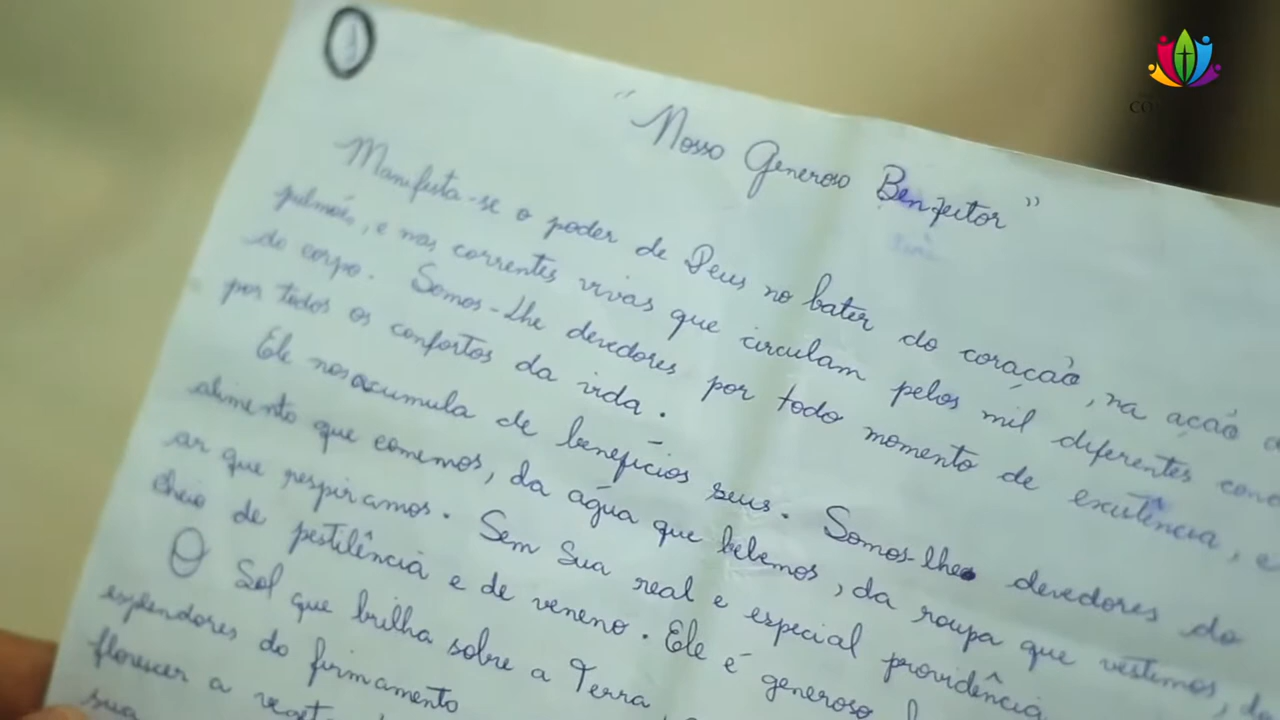 1
"Nosso Generoso Benfeitor"
Manifesta-se o poder de Deus no bater do coração, na ação d
pulmões, e nas correntes vivas que circulam pelos mil diferentes
do corpo. Somos-Lhe devedores por todo momento de existência, e
por todos os confortos da vida.
Ele nos acumula de benefícios seus. Somos-lhe devedores do
alimento que comemos, da água que bebemos, da roupa que vestimos, do
ar que respiramos. Sem Sua real e especial providência
cheio de pestilência e de veneno. Ele é generoso
O Sol que brilha sobre a Terra,
esplendores do firmamento
florescer a
sua
CO